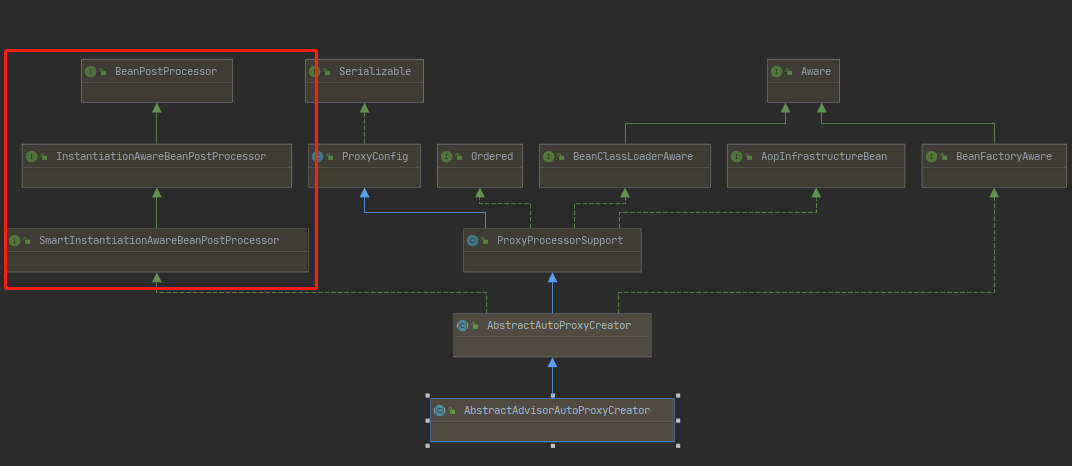 BeanPostProcessor
Serializable
Aware
InstantiationAwareBeanPostProcessor
ProxyConfig
Ordered
BeanClassLoaderAware
AopInfrastructureBean
BeanFactoryAware
SmartInstantiationAwareBeanPostProcessor
ProxyProcessorSupport
AbstractAutoProxyCreator
AbstractAdvisorAutoProxyCreator